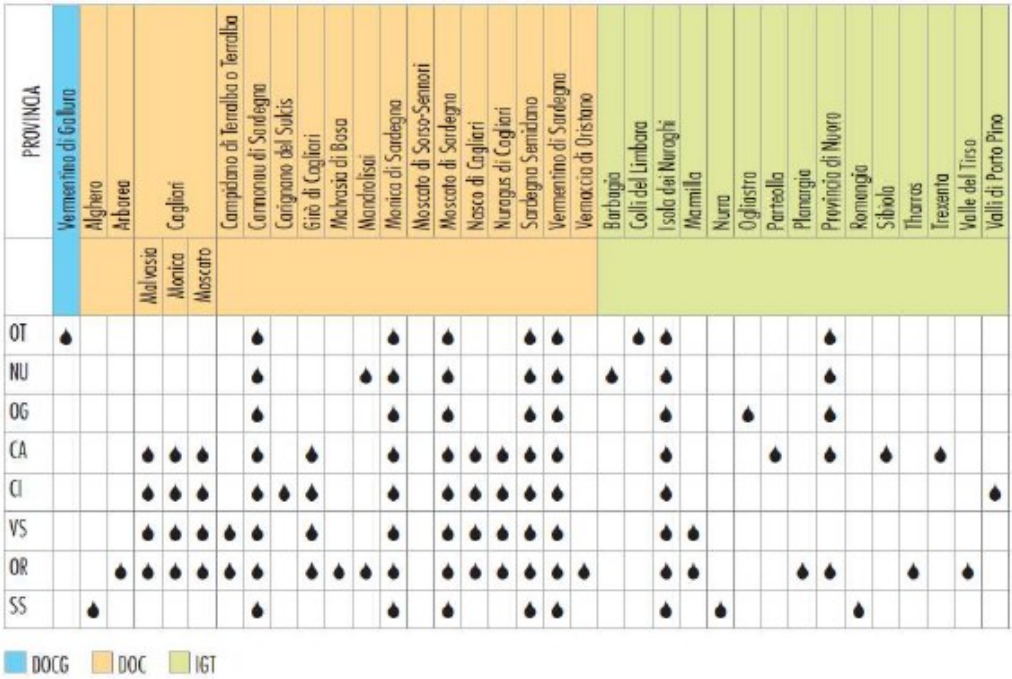 PROVINCIA
Vermentino di Gallura
Alghero
Arborea
Cagliari
Malvasia
Monica
Moscato
Campidano di Terralba o Terralba
Cannonau di Sardegna
Carignano del Sulcis
Girò di Cagliari
Malvasia di Bosa
Mandrolisai
Monica di Sardegna
Moscato di Sorso-Sennori
Moscato di Sardegna
Nasco di Cagliari
Nuragus di Cagliari
Sardegna Semidano
Vermentino di Sardegna
Vernaccia di Oristano
Barbagia
Colli del Limbara
Isola dei Nuraghi
Marmilla
Nurra
Ogliastra
Parteolla
Planargia
Provincia di Nuoro
Romangia
Sibiola
Tharros
Trexenta
Valle del Tirso
Valli di Porto Pino
OT
NU
OG
CA
CI
VS
OR
SS
DOCG DOC IGT